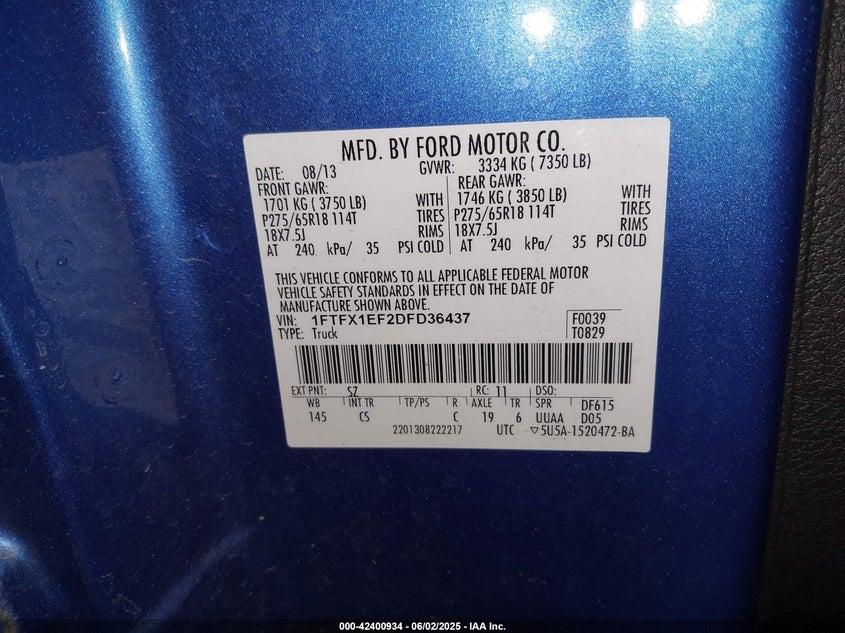 MFD. BY FORD MOTOR CO.
DATE: 08/13 GVWR: 3334 KG ( 7350 LB)
FRONT GAWR: REAR GAWR:
1701 KG ( 3750 LB) WITH 1746 KG ( 3850 LB) WITH
P275/65R18 114T TIRES P275/65R18 114T TIRES
18X7.5J RIMS 18X7.5J RIMS
AT 240 kPa/ 35 PSI COLD AT 240 kPa/ 35 PSI COLD
THIS VEHICLE CONFORMS TO ALL APPLICABLE FEDERAL MOTOR
VEHICLE SAFETY STANDARDS IN EFFECT ON THE DATE OF
MANUFACTURE SHOWN ABOVE.
VIN: 1FTFX1EF2DFD36437 F0039
TYPE: Truck T0829
EXT PNT: SZ RC: 11 DSO:
WB INT TR TP/PS R AXLE TR SPR DF615
145 CS C 19 6 UUAA D05
2201308222217 UTC ▽5U5A-1520472-BA
000-42400934 - 06/02/2025 - IAA Inc.